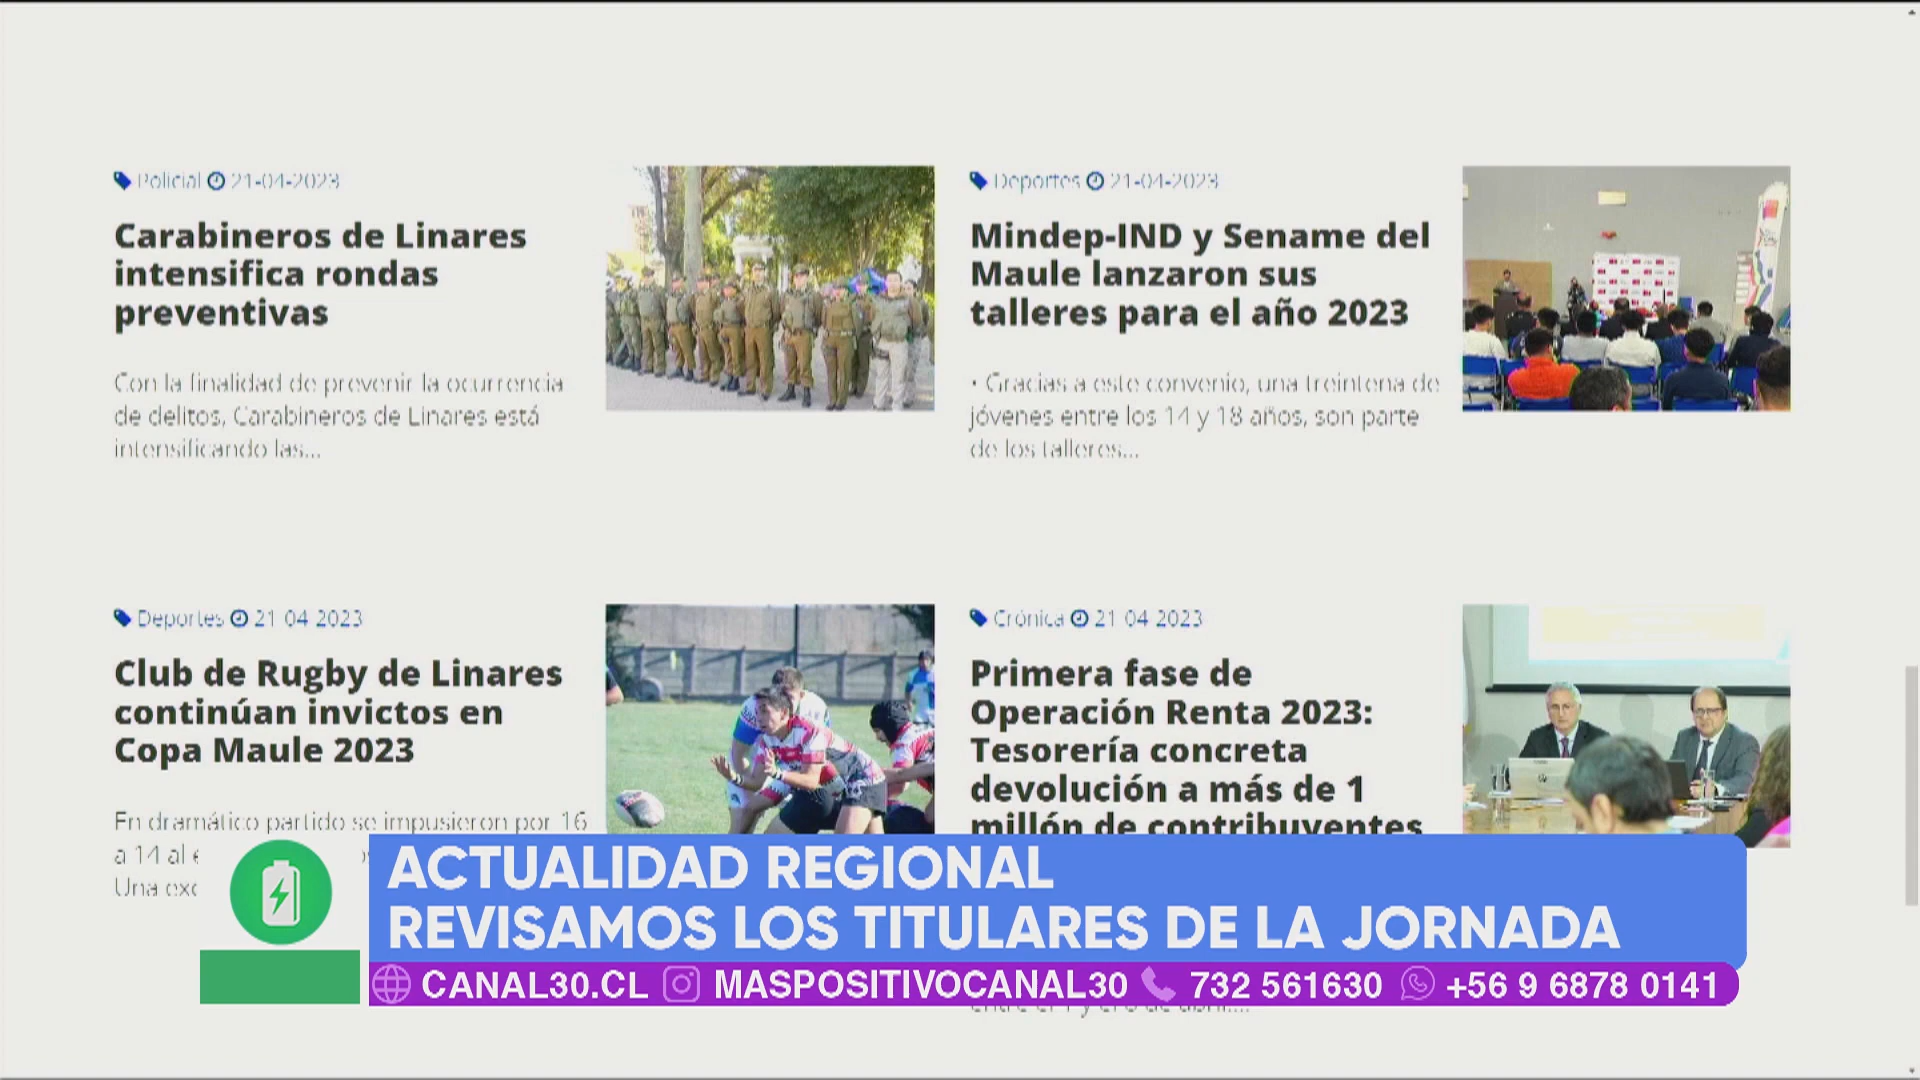 Policial 21-04-2023
Carabineros de Linares
intensifica rondas
preventivas
Con la finalidad de prevenir la ocurrencia
de delitos, Carabineros de Linares está
intensificando las...
Deportes 21-04-2023
Mindep-IND y Sename del
Maule lanzaron sus
talleres para el año 2023
• Gracias a este convenio, una treintena de
jóvenes entre los 14 y 18 años, son parte
de los talleres...
Deportes 21 04 2023
Club de Rugby de Linares
continúan invictos en
Copa Maule 2023
En dramático partido se impusieron por 16
a 14 al
Una
Crónica 21 04 2023
Primera fase de
Operación Renta 2023:
Tesorería concreta
devolución a más de 1
millón de contribuyentes
ACTUALIDAD REGIONAL
REVISAMOS LOS TITULARES DE LA JORNADA
CANAL30.CL MASPOSITIVOCANAL30 732 561630 +56 9 6878 0141